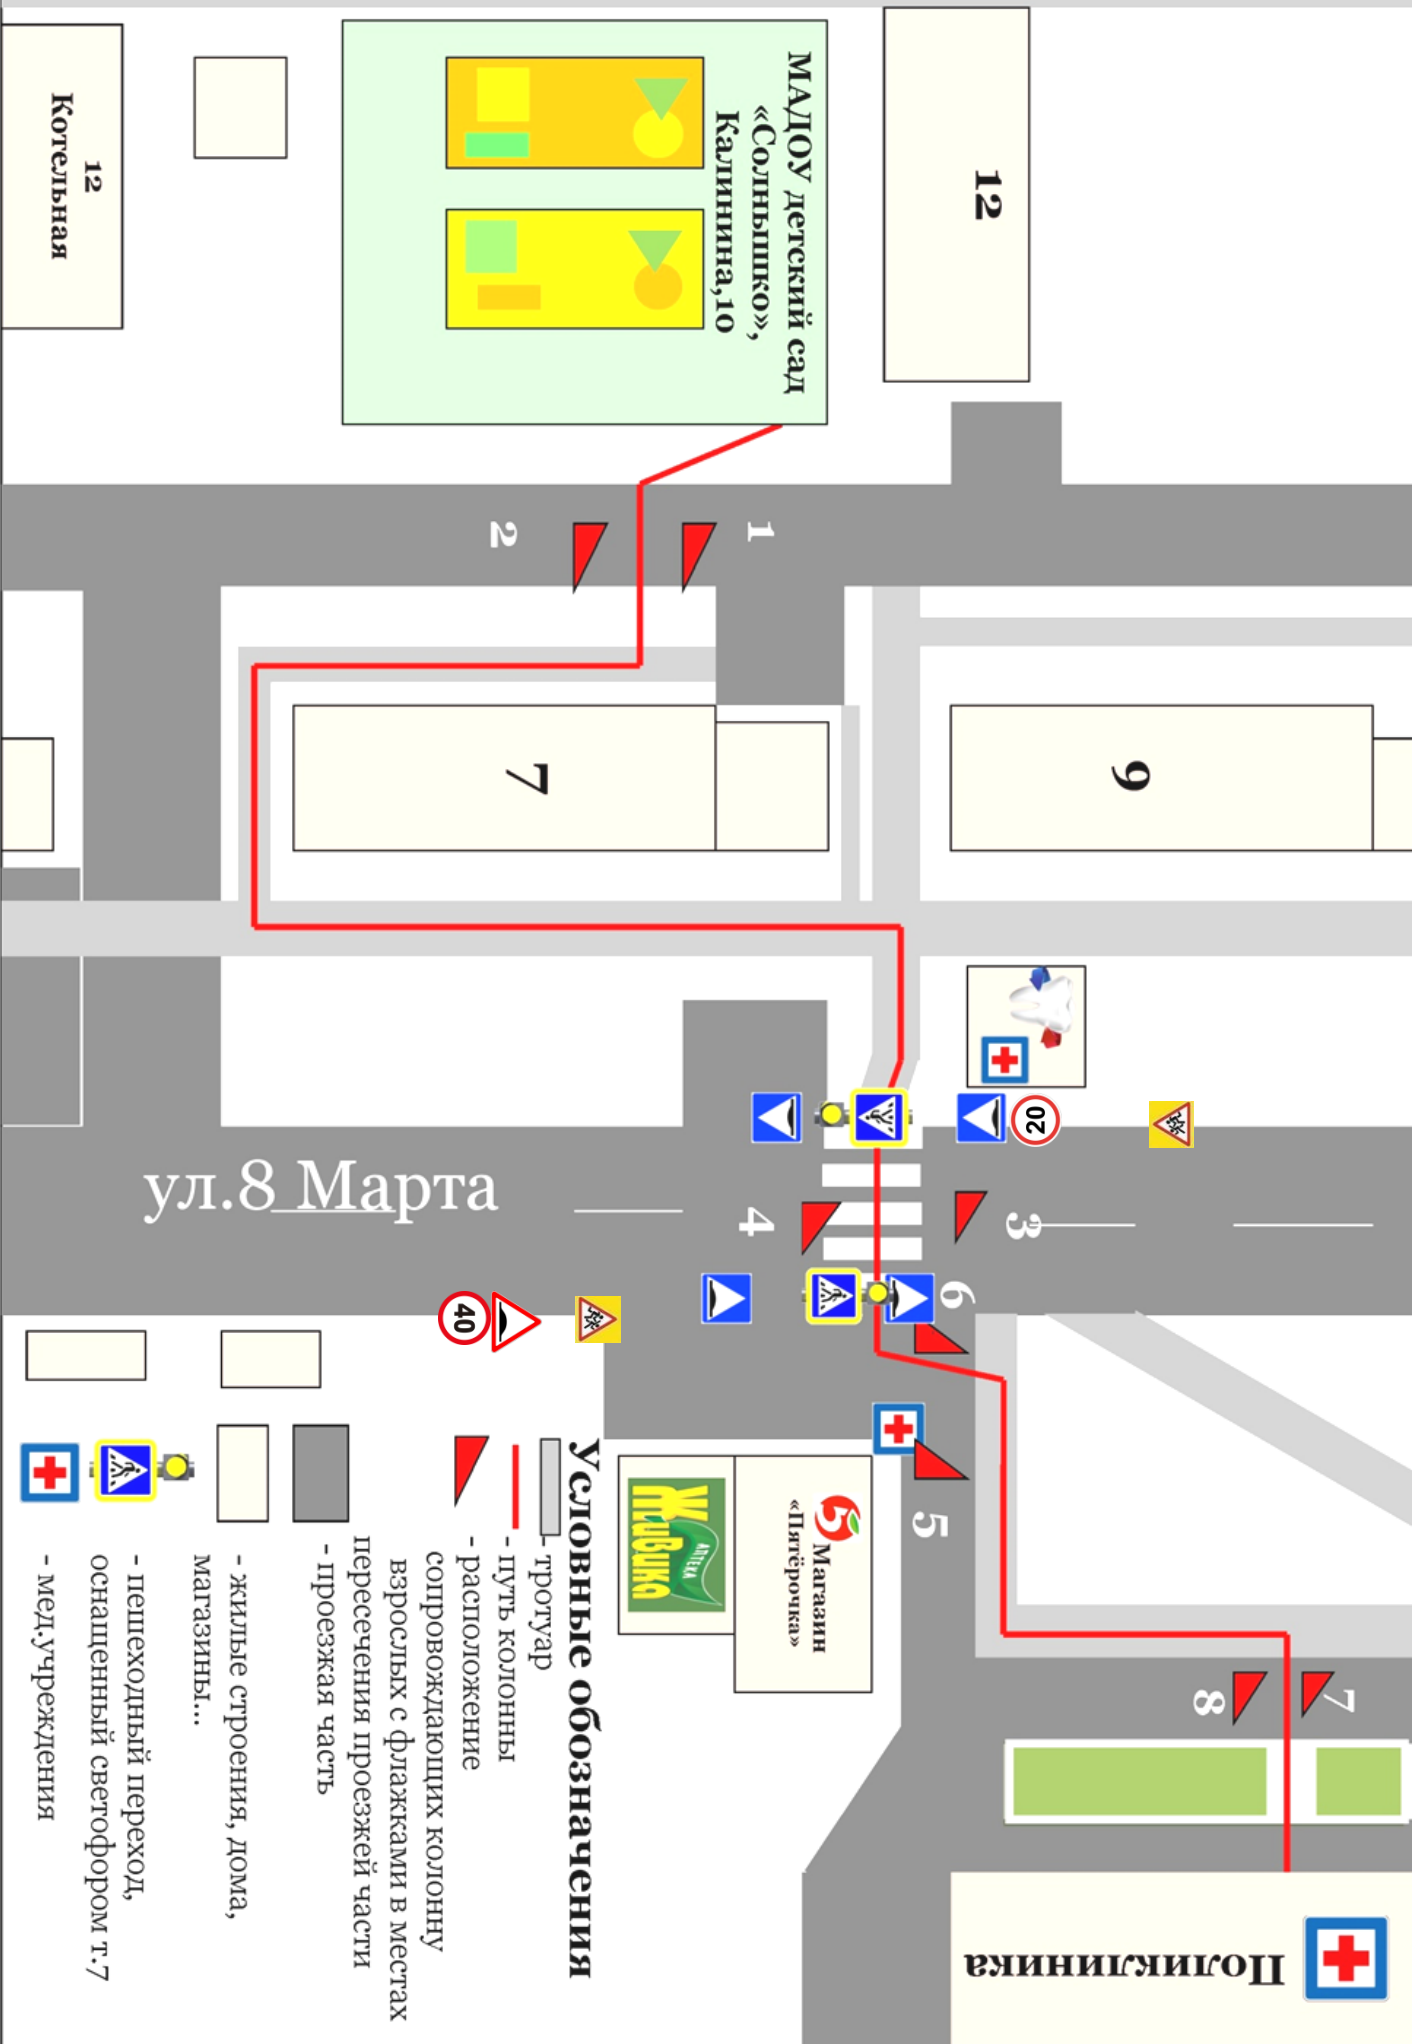 12
Котельная
МАДОУ детский сад
«Солнышко»,
Калинина,10
12
1
2
7
9
20
ул.8 Марта
4
3
6
40
5
Магазин
«Пятёрочка»
Живика
АПТЕКА
7
8
Поликлиника
Условные обозначения
- тротуар
- путь колонны
- расположение
сопровождающих колонну
взрослых с флажками в местах
пересечения проезжей части
- проезжая часть
- жилые строения, дома,
магазины...
- пешеходный переход,
оснащенный светофором т.7
- мед.учреждения